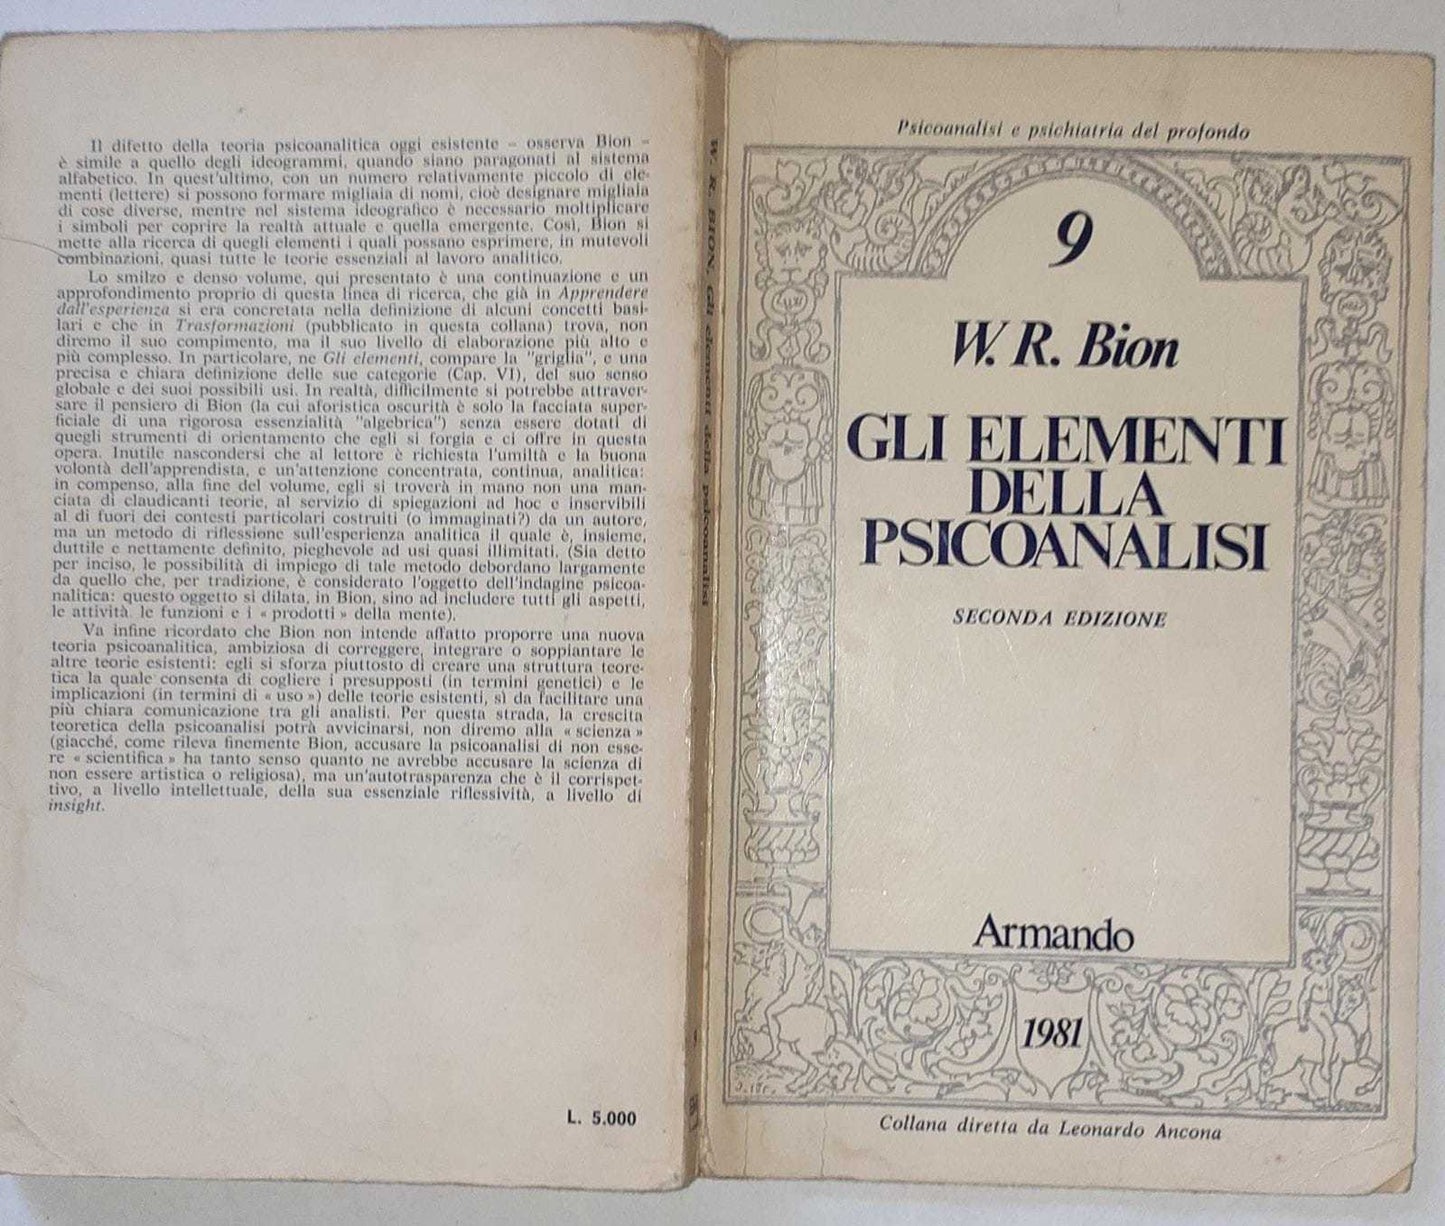 Il difetto della teoria psicoanalitica oggi esistente – osserva Bion –
è simile a quello degli ideogrammi, quando siano paragonati al sistema
alfabetico. In quest'ultimo, con un numero relativamente piccolo di ele-
menti (lettere) si possono formare migliaia di nomi, cioè designare migliaia
di cose diverse, mentre nel sistema ideografico è necessario moltiplicare
i simboli per coprire la realtà attuale e quella emergente. Così, Bion si
mette alla ricerca di quegli elementi i quali possano esprimere, in mutevoli
combinazioni, quasi tutte le teorie essenziali al lavoro analitico.
Lo smilzo e denso volume, qui presentato è una continuazione e un
approfondimento proprio di questa linea di ricerca, che già in Apprendere
dall'esperienza si era concretata nella definizione di alcuni concetti basi-
lari e che in Trasformazioni (pubblicato in questa collana) trova, non
diremo il suo compimento, ma il suo livello di elaborazione più alto e
più complesso. In particolare, ne Gli elementi, compare la "griglia", e una
precisa e chiara definizione delle sue categorie (Cap. VI), del suo senso
globale e dei suoi possibili usi. In realtà, difficilmente si potrebbe attraver-
sare il pensiero di Bion (la cui aforistica oscurità è solo la facciata super-
ficiale di una rigorosa essenzialità "algebrica") senza essere dotati di
quegli strumenti di orientamento che egli si forgia e ci offre in questa
opera. Inutile nascondersi che al lettore è richiesta l'umiltà e la buona
volontà dell'apprendista, e un'attenzione concentrata, continua, analitica:
in compenso, alla fine del volume, egli si troverà in mano non una man-
ciata di claudicanti teorie, al servizio di spiegazioni ad hoc e inservibili
al di fuori dei contesti particolari costruiti (o immaginati?) da un autore,
ma un metodo di riflessione sull'esperienza analitica il quale è, insieme,
duttile e nettamente definito, pieghevole ad usi quasi illimitati. (Sia detto
per inciso, le possibilità di impiego di tale metodo debordano largamente
da quello che, per tradizione, è considerato l'oggetto dell'indagine psicoa-
nalitica: questo oggetto si dilata, in Bion, sino ad includere tutti gli aspetti,
le attività. le funzioni e i « prodotti » della mente).
Va infine ricordato che Bion non intende affatto proporre una nuova
teoria psicoanalitica, ambiziosa di correggere, integrare o soppiantare le
altre teorie esistenti: egli si sforza piuttosto di creare una struttura teore-
tica la quale consenta di cogliere i presupposti (in termini genetici) e le
implicazioni (in termini di « uso ») delle teorie esistenti, sì da facilitare una
più chiara comunicazione tra gli analisti. Per questa strada, la crescita
teoretica della psicoanalisi potrà avvicinarsi, non diremo alla « scienza »
(giacché, come rileva finemente Bion, accusare la psicoanalisi di non esse-
re « scientifica » ha tanto senso quanto ne avrebbe accusare la scienza di
non essere artistica o religiosa), ma un'autotrasparenza che è il corrispet-
tivo, a livello intellettuale, della sua essenziale riflessività, a livello di
insight.
L. 5.000
W. R. BION, Gli elementi della psicoanalisi
Psicoanalisi e psichiatria del profondo
9
W. R. Bion
GLI ELEMENTI
DELLA
PSICOANALISI
SECONDA EDIZIONE
Armando
1981
Collana diretta da Leonardo Ancona